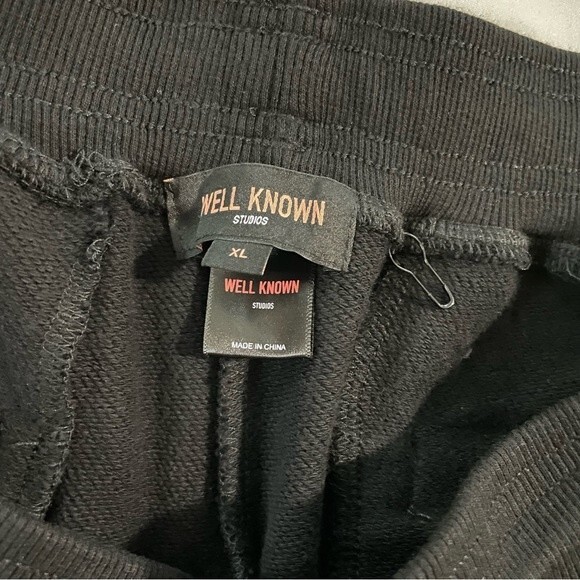 WELL KNOWN
STUDIOS
XL
WELL KNOWN
STUDIOS
MADE IN CHINA